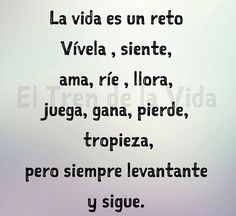 La vida es un reto
Vívela , siente,
ama, ríe , llora,
El Tren de la Vida
juega, gana, pierde,
tropieza,
pero siempre levantante
y sigue.